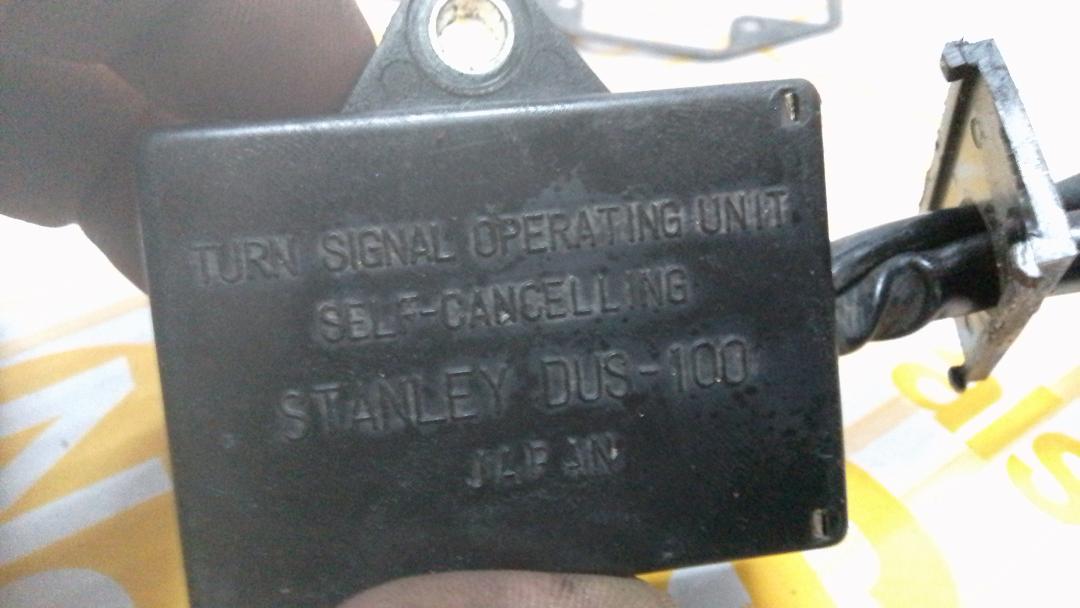 TURN SIGNAL OPERATING UNIT
SELF-CANCELLING
STANLEY DUS-100
JAPAN